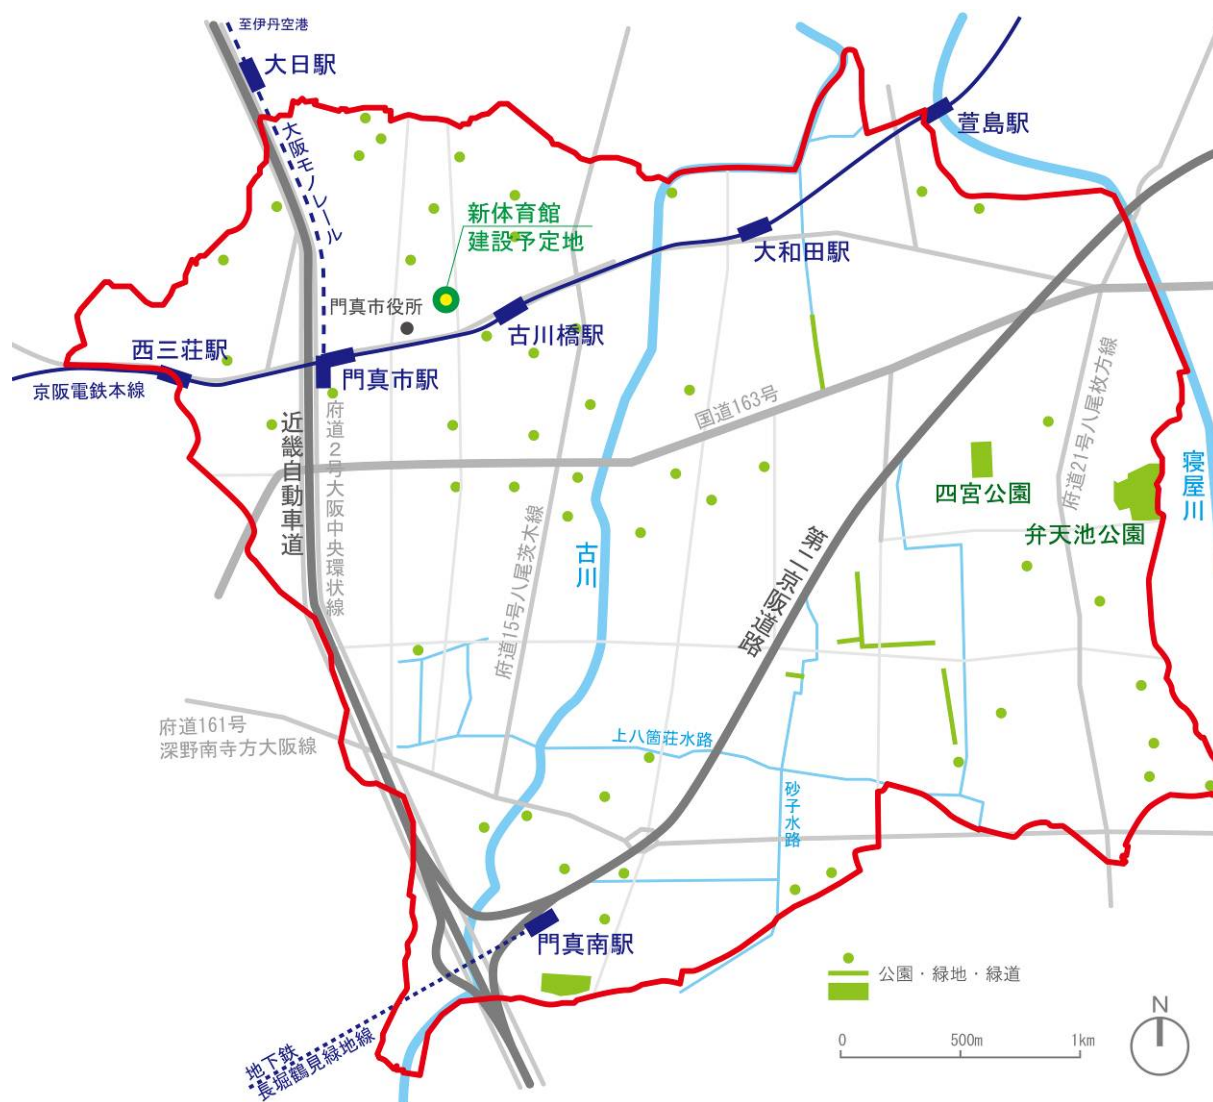 至伊丹空港
大日駅
大阪モノレール
萱島駅
新体育館
建設予定地
大和田駅
門真市役所
古川橋駅
西三荘駅
門真市駅
京阪電鉄本線
国道163号
府道21号八尾枚方線
近畿自動車道
府道2号大阪中央環状線
寝屋川
四宮公園
弁天池公園
府道15号八尾茨木線
古川
第二京阪道路
府道161号
深野南寺方大阪線
上八箇荘水路
砂子水路
門真南駅
公園・緑地・緑道
地下鉄
長堀鶴見緑地線
N
0 500m 1km